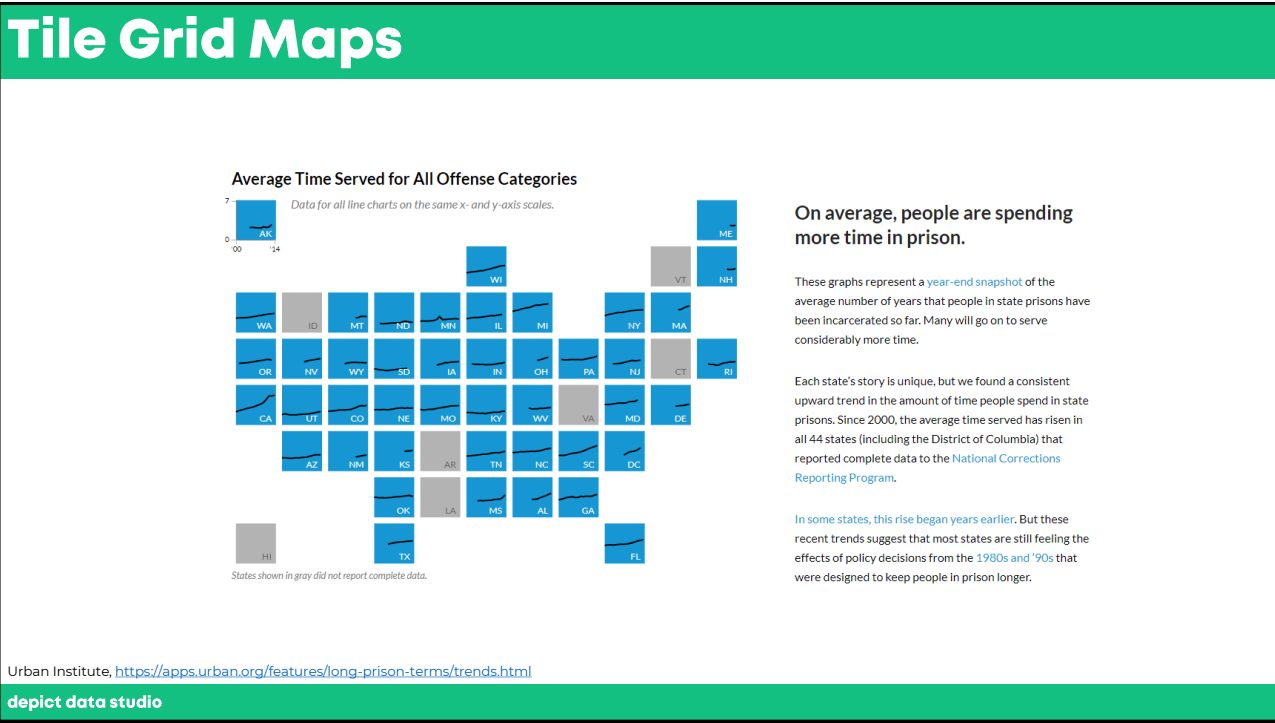 Tile Grid Maps
Average Time Served for All Offense Categories
Data for all line charts on the same x- and y-axis scales.
7
0
'00 '14
AK ME
WI VT NH
WA ID MT ND MN IL MI NY MA
OR NV WY SD IA IN OH PA NJ CT RI
CA UT CO NE MO KY WV VA MD DE
AZ NM KS AR TN NC SC DC
OK LA MS AL GA
HI TX FL
States shown in gray did not report complete data.
On average, people are spending
more time in prison.
These graphs represent a year-end snapshot of the
average number of years that people in state prisons have
been incarcerated so far. Many will go on to serve
considerably more time.
Each state's story is unique, but we found a consistent
upward trend in the amount of time people spend in state
prisons. Since 2000, the average time served has risen in
all 44 states (including the District of Columbia) that
reported complete data to the National Corrections
Reporting Program.
In some states, this rise began years earlier. But these
recent trends suggest that most states are still feeling the
effects of policy decisions from the 1980s and '90s that
were designed to keep people in prison longer.
Urban Institute, https://apps.urban.org/features/long-prison-terms/trends.html
depict data studio